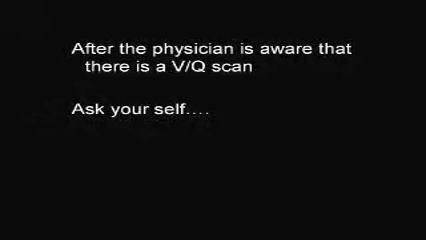 After the physician is aware that
there is a V/Q scan
Ask your self....